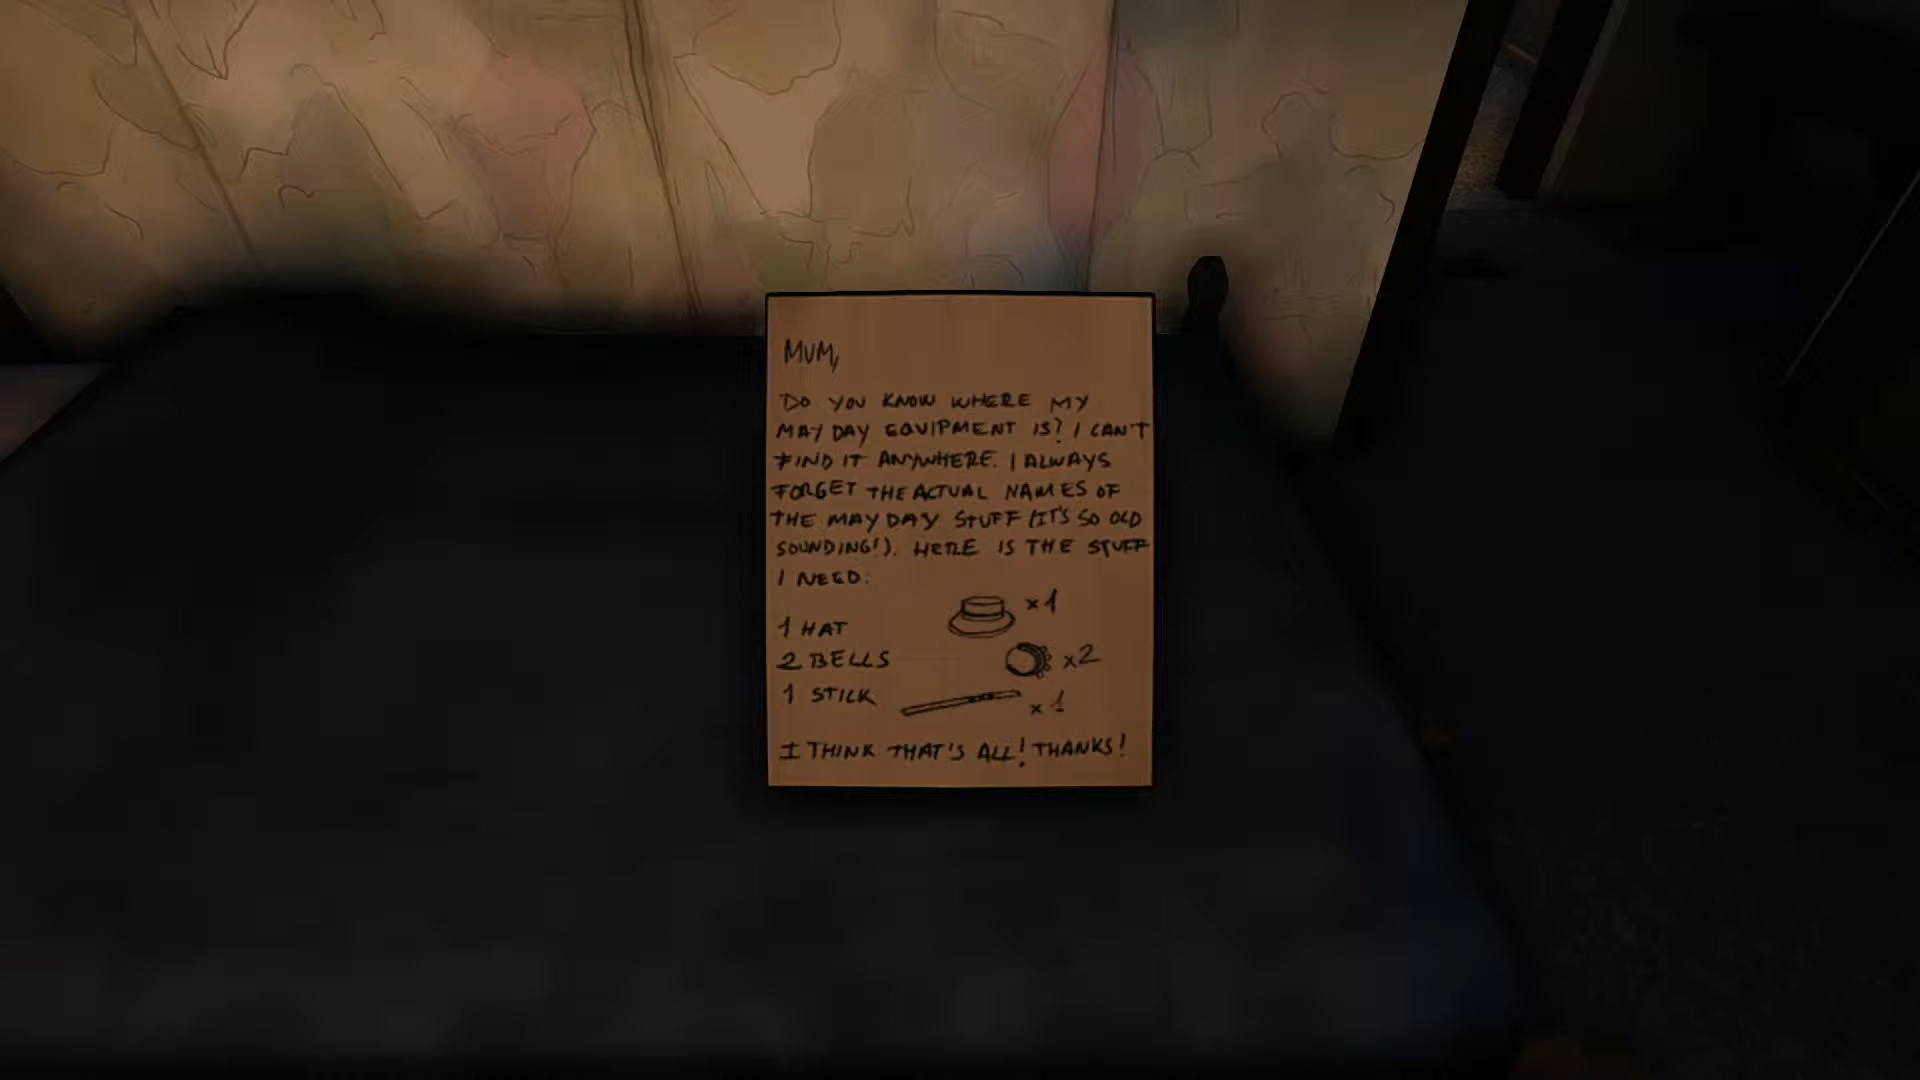 MUM,
DO YOU KNOW WHERE MY
MAY DAY EQUIPMENT IS? I CAN'T
FIND IT ANYWHERE. I ALWAYS
FORGET THE ACTUAL NAMES OF
THE MAY DAY STUFF (IT'S SO OLD
SOUNDING!). HERE IS THE STUFF
I NEED:
1 HAT x1
2 BELLS x2
1 STICK x1
I THINK THAT'S ALL! THANKS!